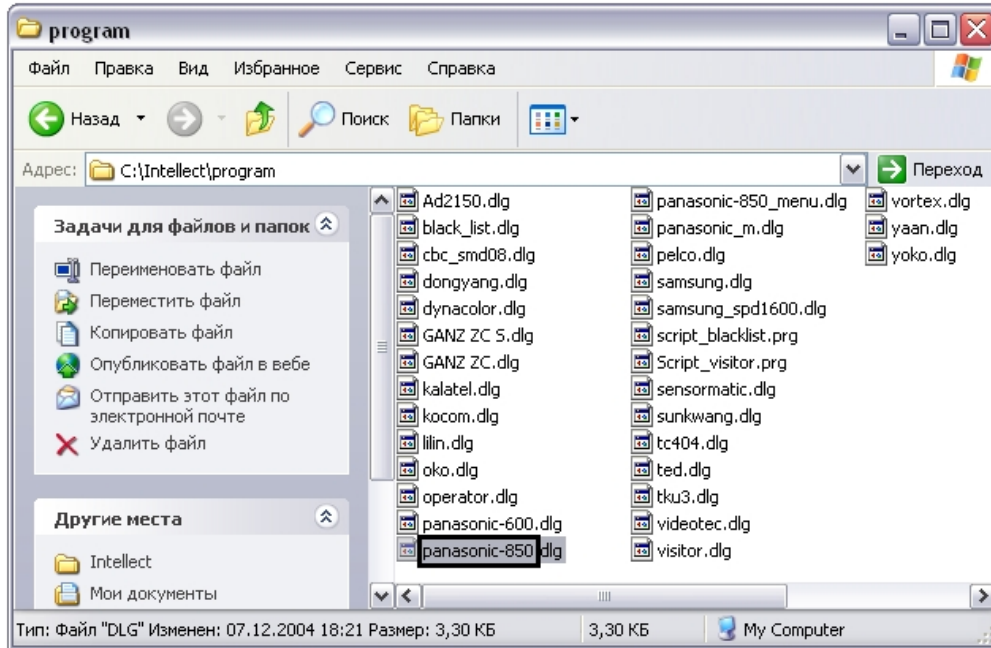 program
Файл Правка Вид Избранное Сервис Справка
Назад Поиск Папки
Адрес: C:\Intellect\program Переход
Задачи для файлов и папок
Переименовать файл
Переместить файл
Копировать файл
Опубликовать файл в вебе
Отправить этот файл по
электронной почте
Удалить файл
Другие места
Intellect
Мои документы
Ad2150.dlg
black_list.dlg
cbc_smd08.dlg
dongyang.dlg
dynacolor.dlg
GANZ ZC S.dlg
GANZ ZC.dlg
kalatel.dlg
kocom.dlg
lilin.dlg
oko.dlg
operator.dlg
panasonic-600.dlg
panasonic-850.dlg
panasonic-850_menu.dlg
panasonic_m.dlg
pelco.dlg
samsung.dlg
samsung_spd1600.dlg
script_blacklist.prg
Script_visitor.prg
sensormatic.dlg
sunkwang.dlg
tc404.dlg
ted.dlg
tku3.dlg
videotec.dlg
visitor.dlg
vortex.dlg
yaan.dlg
yoko.dlg
Тип: Файл "DLG" Изменен: 07.12.2004 18:21 Размер: 3,30 КБ 3,30 КБ My Computer